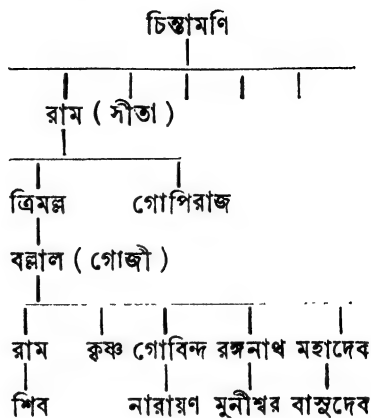 চিন্তামণি
রাম ( সীতা )
ত্রিমল্ল গোপিরাজ
বল্লাল ( গোজী )
রাম কৃষ্ণ গোবিন্দ রঙ্গনাথ মহাদেব
শিব নারায়ণ মুনীশ্বর বাসুদেব